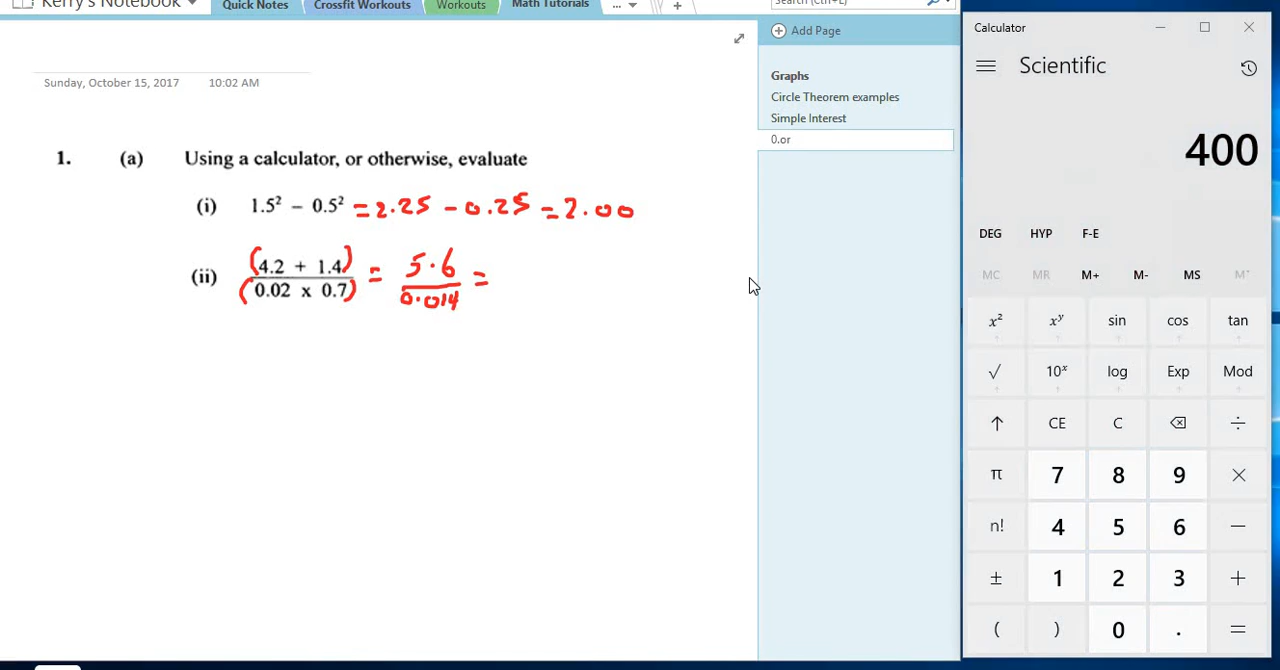 Kerry's Notebook Quick Notes Crossfit Workouts Workouts Math Tutorials ... + Search (Ctrl+E)
Add Page
Sunday, October 15, 2017 10:02 AM
Graphs
Circle Theorem examples
Simple Interest
0.or
1. (a) Using a calculator, or otherwise, evaluate
(i) 1.5² − 0.5² = 2.25 - 0.25 = 2.00
(ii) (4.2 + 1.4) / (0.02 x 0.7) = 5.6 / 0.014 =
Calculator
Scientific
400
DEG HYP F-E
MC MR M+ M- MS M˅
x² xʸ sin cos tan
√ 10ˣ log Exp Mod
↑ CE C ⌫ ÷
π 7 8 9 ×
n! 4 5 6 −
± 1 2 3 +
( ) 0 . =